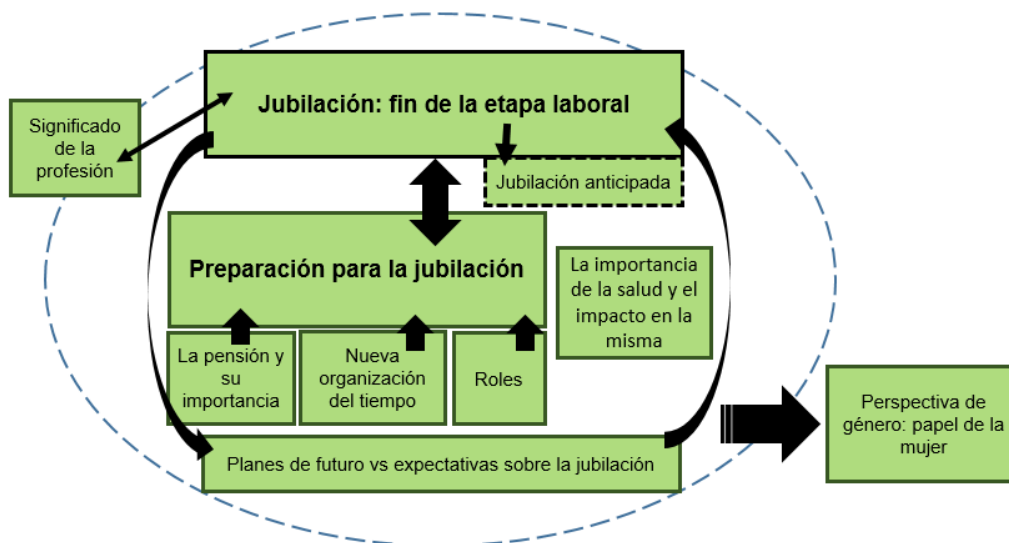 Jubilación: fin de la etapa laboral
Significado
de la
profesión
Jubilación anticipada
Preparación para la jubilación
La importancia
de la salud y el
impacto en la
misma
La pensión y
su
importancia
Nueva
organización
del tiempo
Roles
Perspectiva de
género: papel de la
mujer
Planes de futuro vs expectativas sobre la jubilación